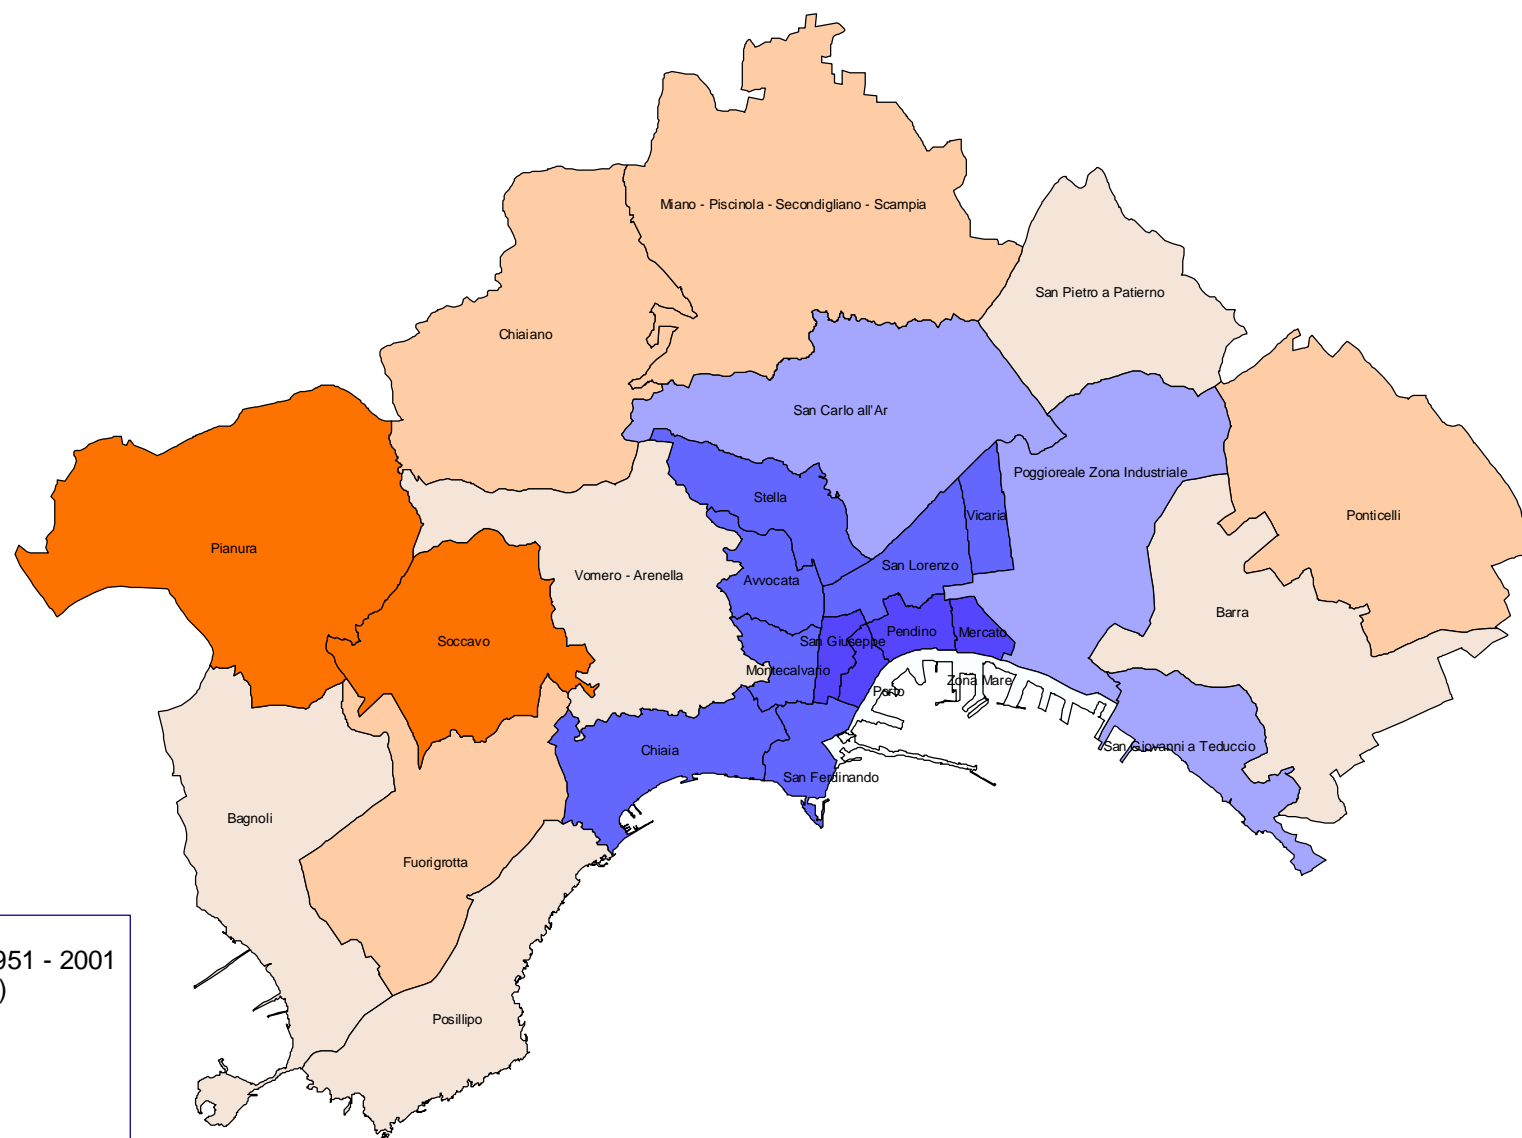 Miano - Piscinola - Secondigliano - Scampia
San Pietro a Patierno
Chiaiano
San Carlo all'Ar
Poggioreale Zona Industriale
Stella
Ponticelli
Vicaria
Pianura
San Lorenzo
Vomero - Arenella
Avvocata
Barra
Pendino
Mercato
Soccavo
San Giuseppe
Montecalvario
Zona Mare
Porto
San Giovanni a Teduccio
Chiaia
San Ferdinando
Bagnoli
Fuorigrotta
951 - 2001
)
Posillipo